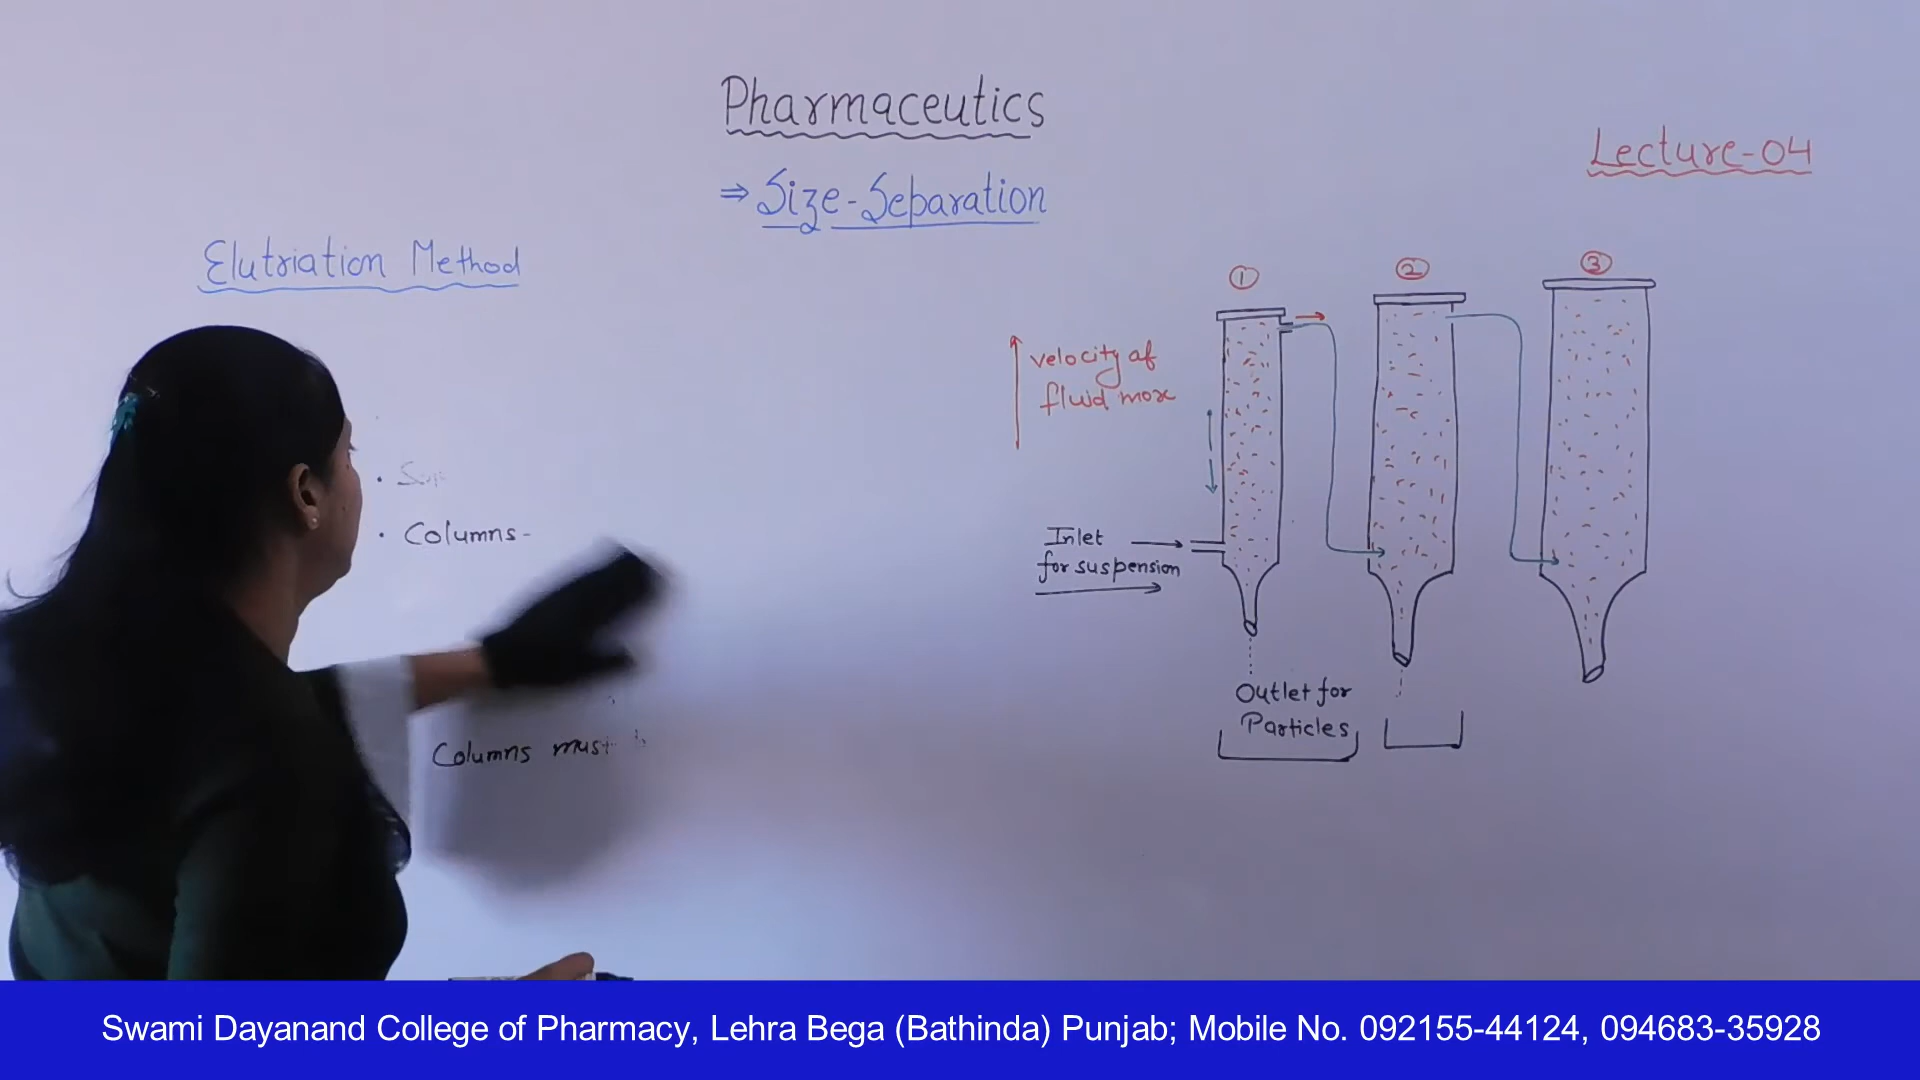 Pharmaceutics
Lecture-04
⇒ Size-Separation
Elutriation Method
① ② ③
velocity of
fluid more
• Columns-
Inlet
for suspension
Outlet for
Particles
Columns must
Swami Dayanand College of Pharmacy, Lehra Bega (Bathinda) Punjab; Mobile No. 092155-44124, 094683-35928